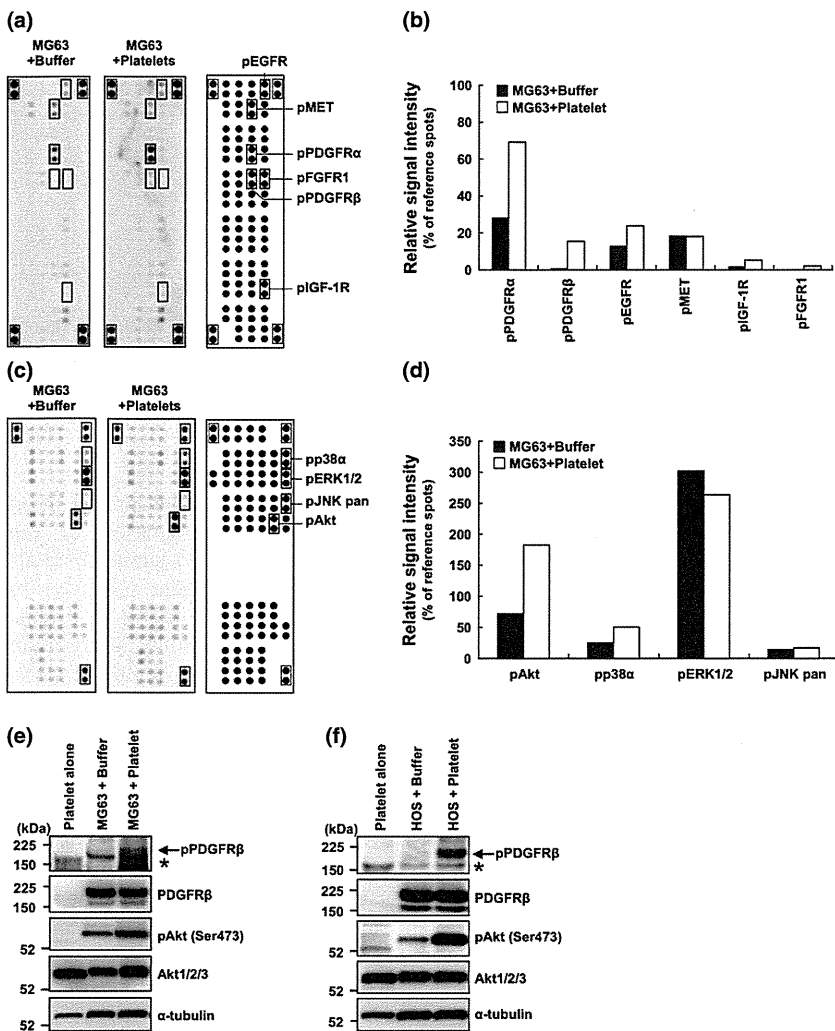 (a)
MG63
+Buffer
MG63
+Platelets
pEGFR
pMET
pPDGFRα
pFGFR1
pPDGFRβ
pIGF-1R
(b)
Relative signal intensity
(% of reference spots)
100
80
60
40
20
0
MG63+Buffer
MG63+Platelet
pPDGFRα
pPDGFRβ
pEGFR
pMET
pIGF-1R
pFGFR1
(c)
MG63
+Buffer
MG63
+Platelets
pp38α
pERK1/2
pJNK pan
pAkt
(d)
Relative signal intensity
(% of reference spots)
350
300
250
200
150
100
50
0
MG63+Buffer
MG63+Platelet
pAkt
pp38α
pERK1/2
pJNK pan
(e)
Platelet alone
MG63 + Buffer
MG63 + Platelet
(kDa)
225
150
pPDGFRβ
*
225
150
PDGFRβ
52
pAkt (Ser473)
52
Akt1/2/3
52
α-tubulin
(f)
Platelet alone
HOS + Buffer
HOS + Platelet
(kDa)
225
150
pPDGFRβ
*
225
150
PDGFRβ
52
pAkt (Ser473)
52
Akt1/2/3
52
α-tubulin